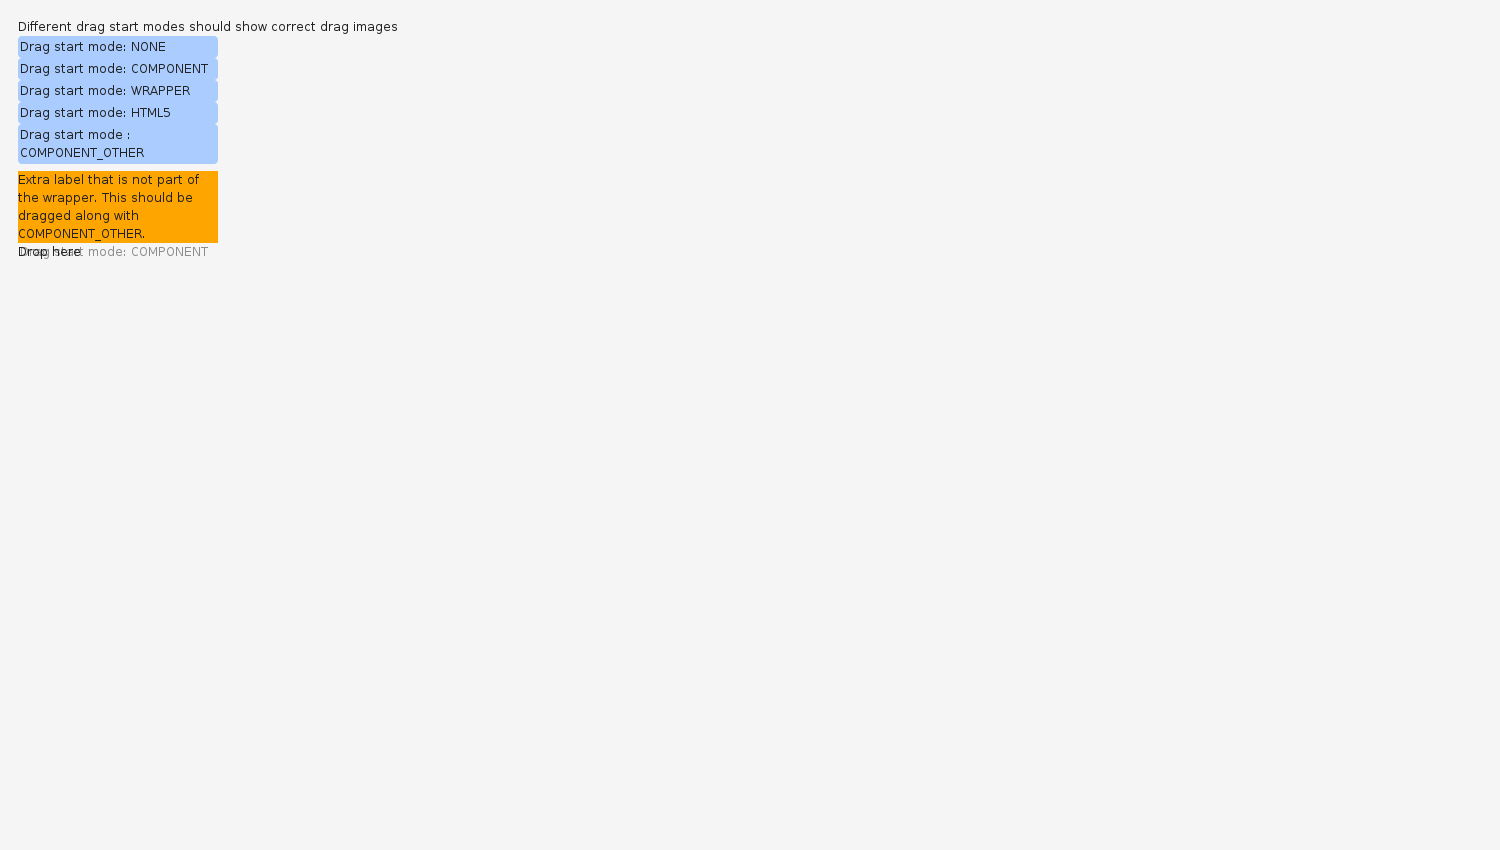 Different drag start modes should show correct drag images
Drag start mode: NONE
Drag start mode: COMPONENT
Drag start mode: WRAPPER
Drag start mode: HTML5
Drag start mode :
COMPONENT_OTHER
Extra label that is not part of
the wrapper. This should be
dragged along with
COMPONENT_OTHER.
Drop here
Drag start mode: COMPONENT